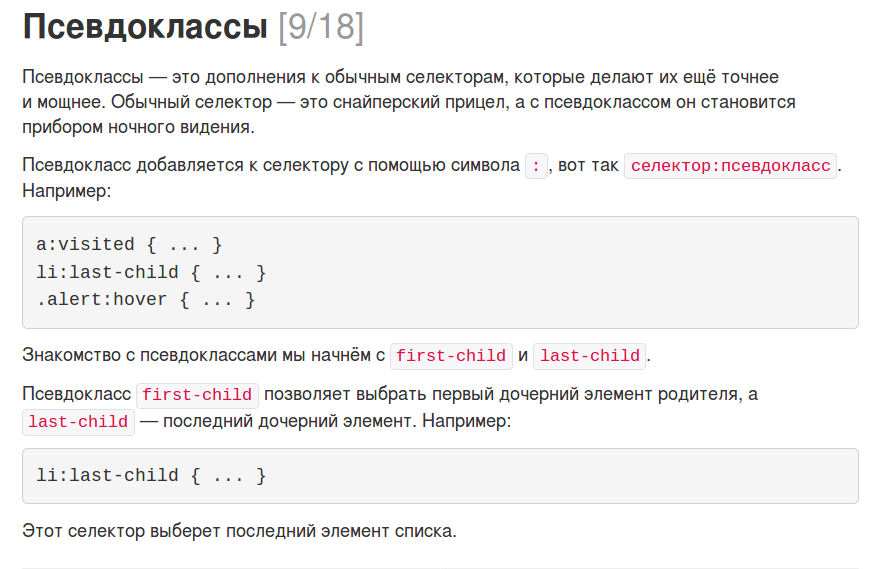 Псевдоклассы [9/18]
Псевдоклассы — это дополнения к обычным селекторам, которые делают их ещё точнее
и мощнее. Обычный селектор — это снайперский прицел, а с псевдоклассом он становится
прибором ночного видения.
Псевдокласс добавляется к селектору с помощью символа :, вот так селектор:псевдокласс.
Например:
a:visited { ... }
li:last-child { ... }
.alert:hover { ... }
Знакомство с псевдоклассами мы начнём с first-child и last-child.
Псевдокласс first-child позволяет выбрать первый дочерний элемент родителя, а
last-child — последний дочерний элемент. Например:
li:last-child { ... }
Этот селектор выберет последний элемент списка.